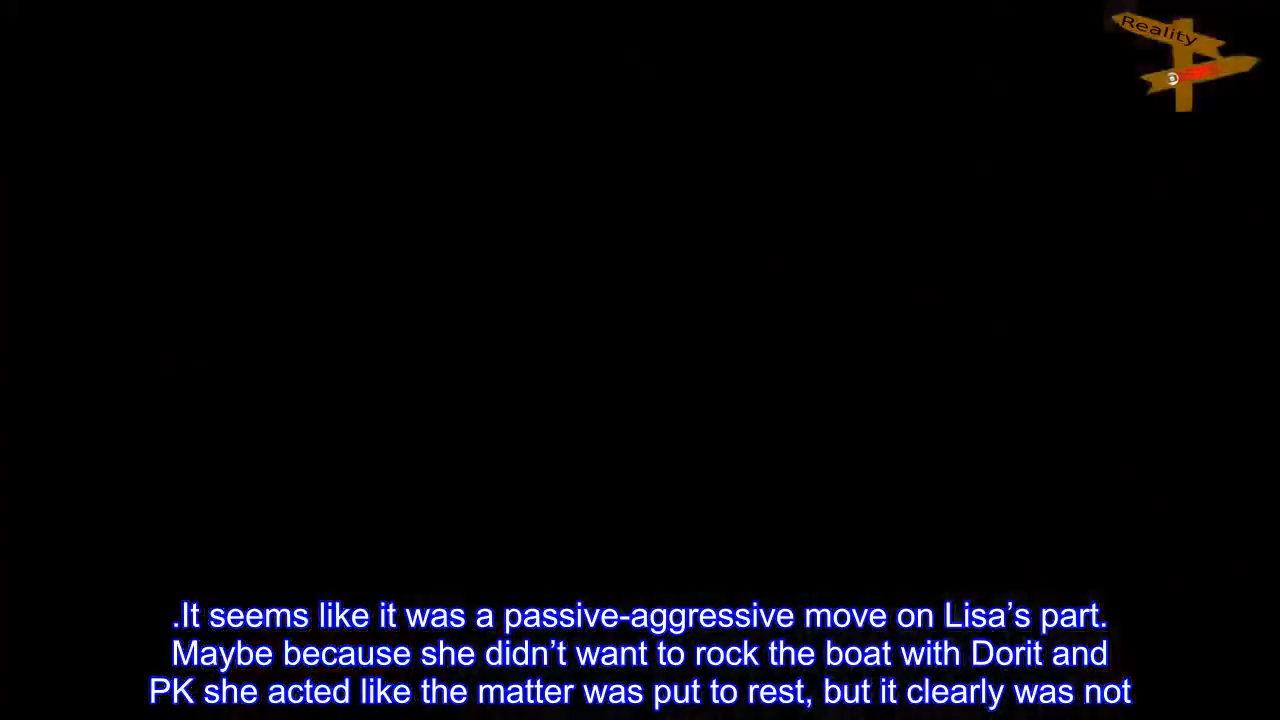 Reality
.It seems like it was a passive-aggressive move on Lisa’s part.
Maybe because she didn’t want to rock the boat with Dorit and
PK she acted like the matter was put to rest, but it clearly was not